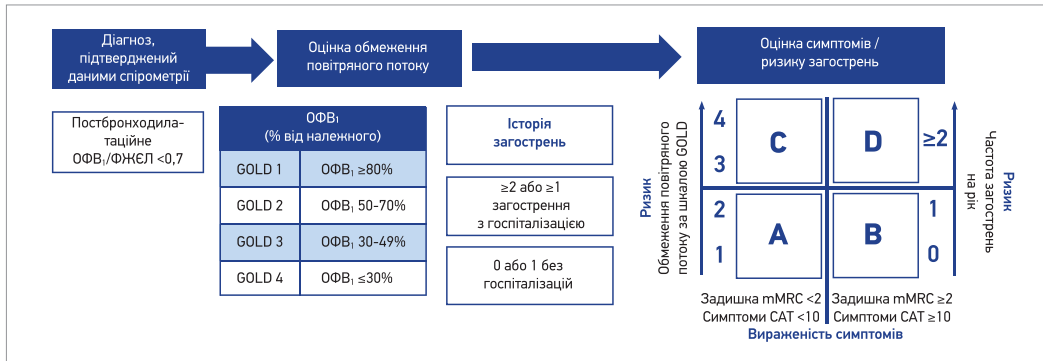 Діагноз,
підтверджений
даними спірометрії
Оцінка обмеження
повітряного потоку
Оцінка симптомів /
ризику загострень
Постбронходила-
таційне
ОФВ₁/ФЖЄЛ <0,7
ОФВ₁
(% від належного)
GOLD 1 ОФВ₁ ≥80%
GOLD 2 ОФВ₁ 50-70%
GOLD 3 ОФВ₁ 30-49%
GOLD 4 ОФВ₁ ≤30%
Історія
загострень
≥2 або ≥1
загострення
з госпіталізацією
0 або 1 без
госпіталізацій
Ризик
Обмеження повітряного
потоку за шкалою GOLD
4
3
2
1
C
D
A
B
≥2
1
0
Частота загострень
на рік
Ризик
Задишка mMRC <2
Симптоми CAT <10
Задишка mMRC ≥2
Симптоми CAT ≥10
Вираженість симптомів